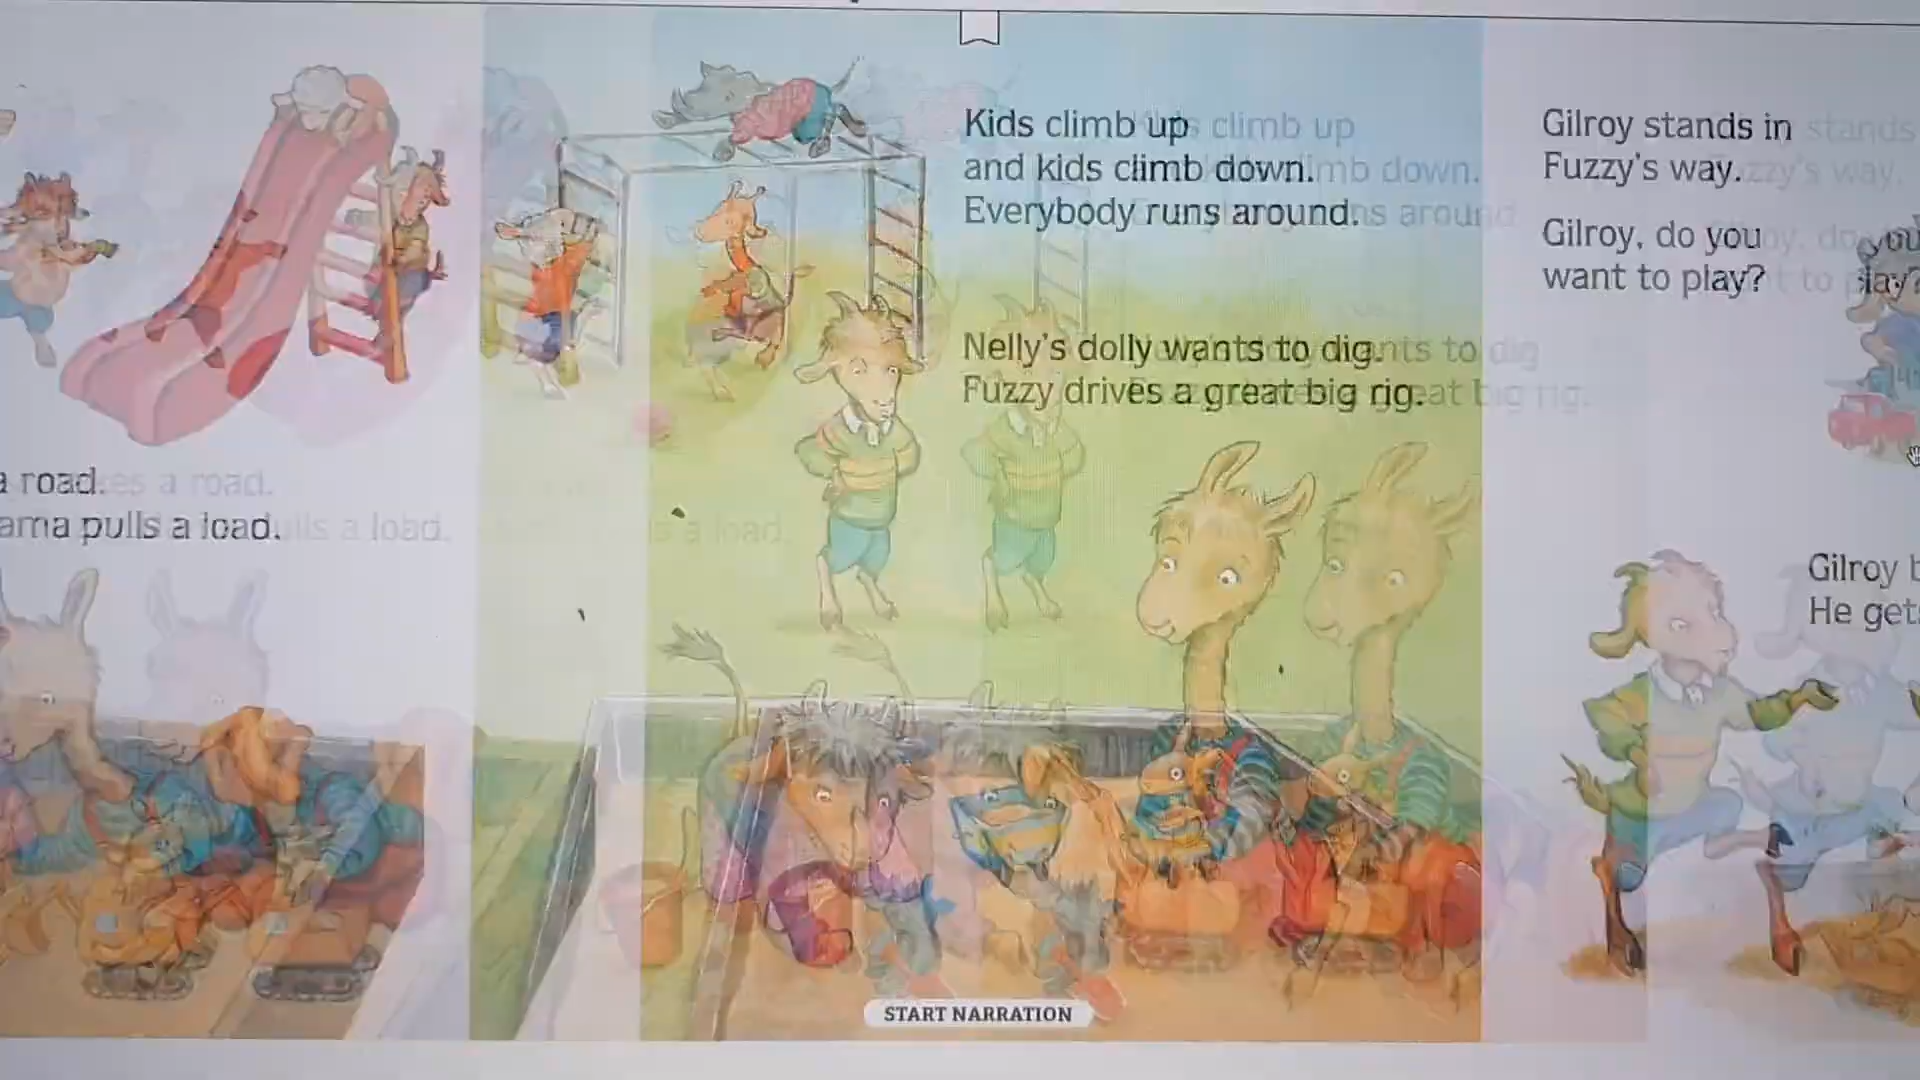 a road.
ama pulls a load.
Kids climb up
and kids climb down.
Everybody runs around.
Nelly's dolly wants to dig.
Fuzzy drives a great big rig.
Gilroy stands in
Fuzzy's way.
Gilroy, do you
want to play?
Gilroy
He gets
START NARRATION